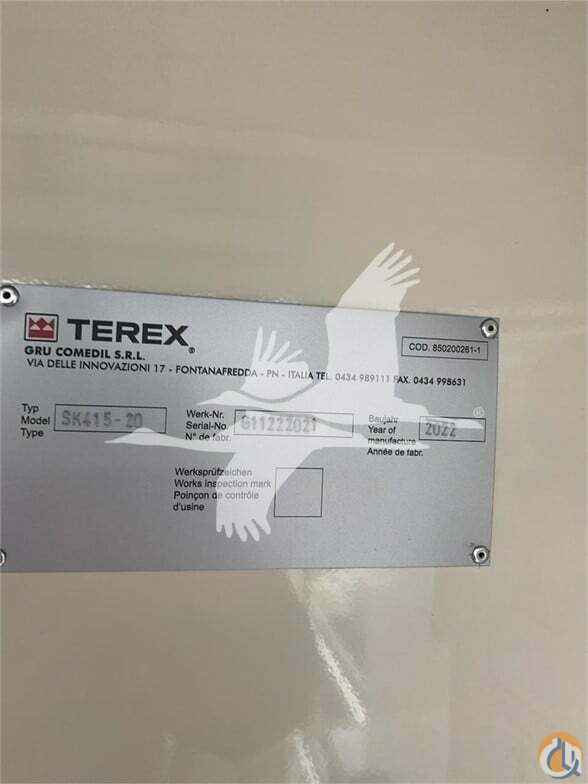 TEREX®
GRU COMEDIL S.R.L.
VIA DELLE INNOVAZIONI 17 - FONTANAFREDDA - PN - ITALIA TEL. 0434 989111 FAX. 0434 998631
COD. 850200261-1
Typ
Model SK415-20
Type
Werk-Nr.
Serial-No. G1122Z021
N° de fabr.
Baujahr
Year of manufacture 2022
Année de fabr.
Werksprüfzeichen
Works inspection mark
Poinçon de contrôle
d'usine